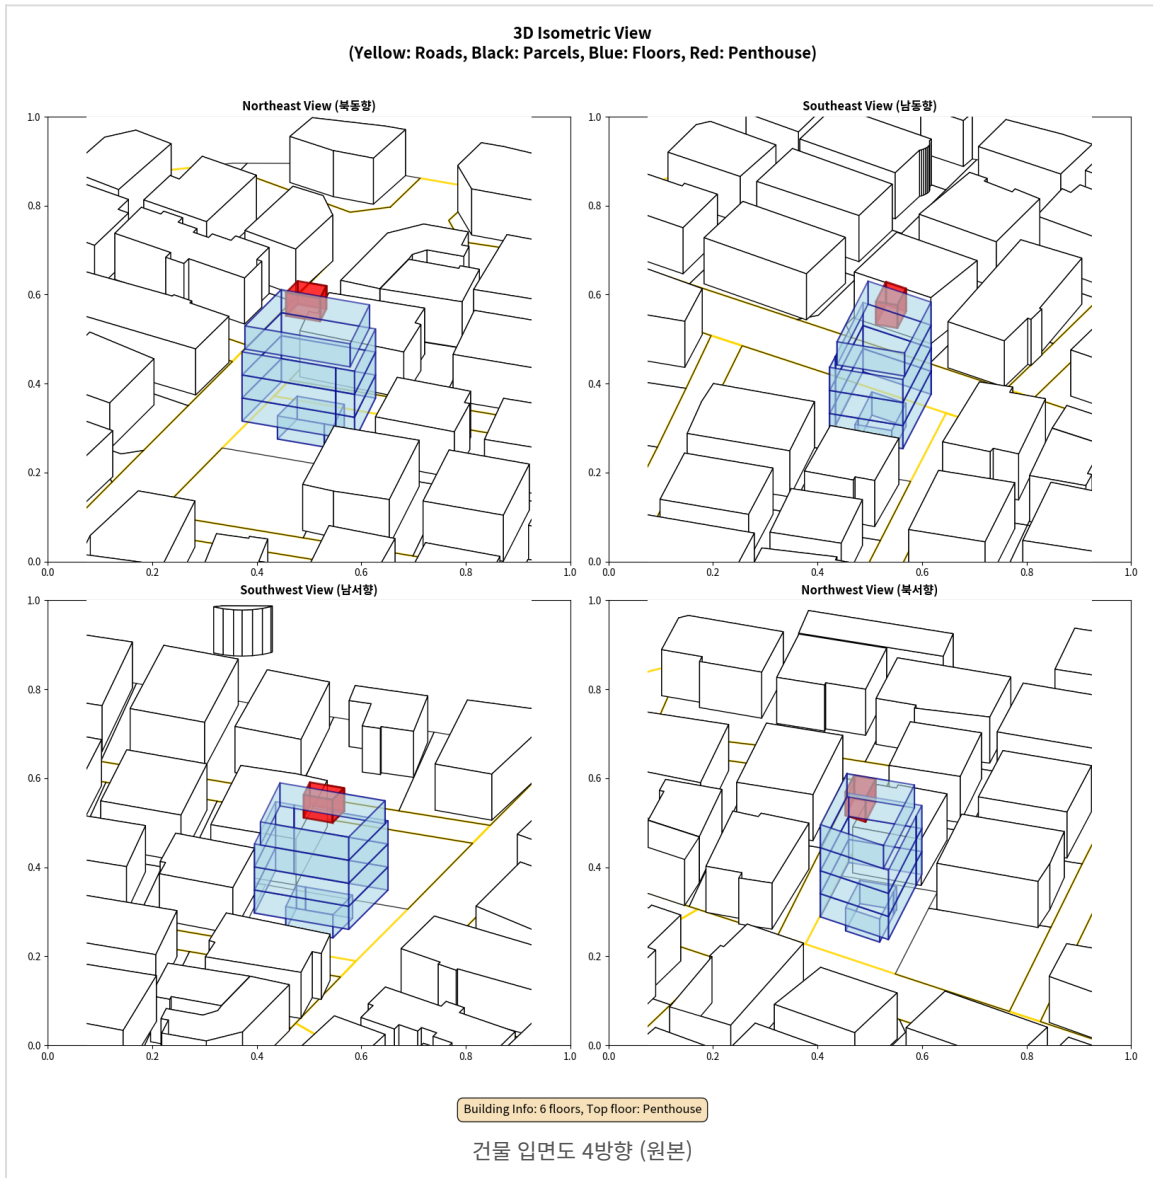 3D Isometric View
(Yellow: Roads, Black: Parcels, Blue: Floors, Red: Penthouse)
Northeast View (북동향)
1.0
0.8
0.6
0.4
0.2
0.0
0.0 0.2 0.4 0.6 0.8 1.0
Southeast View (남동향)
1.0
0.8
0.6
0.4
0.2
0.0
0.0 0.2 0.4 0.6 0.8 1.0
Southwest View (남서향)
1.0
0.8
0.6
0.4
0.2
0.0
0.0 0.2 0.4 0.6 0.8 1.0
Northwest View (북서향)
1.0
0.8
0.6
0.4
0.2
0.0
0.0 0.2 0.4 0.6 0.8 1.0
Building Info: 6 floors, Top floor: Penthouse
건물 입면도 4방향 (원본)